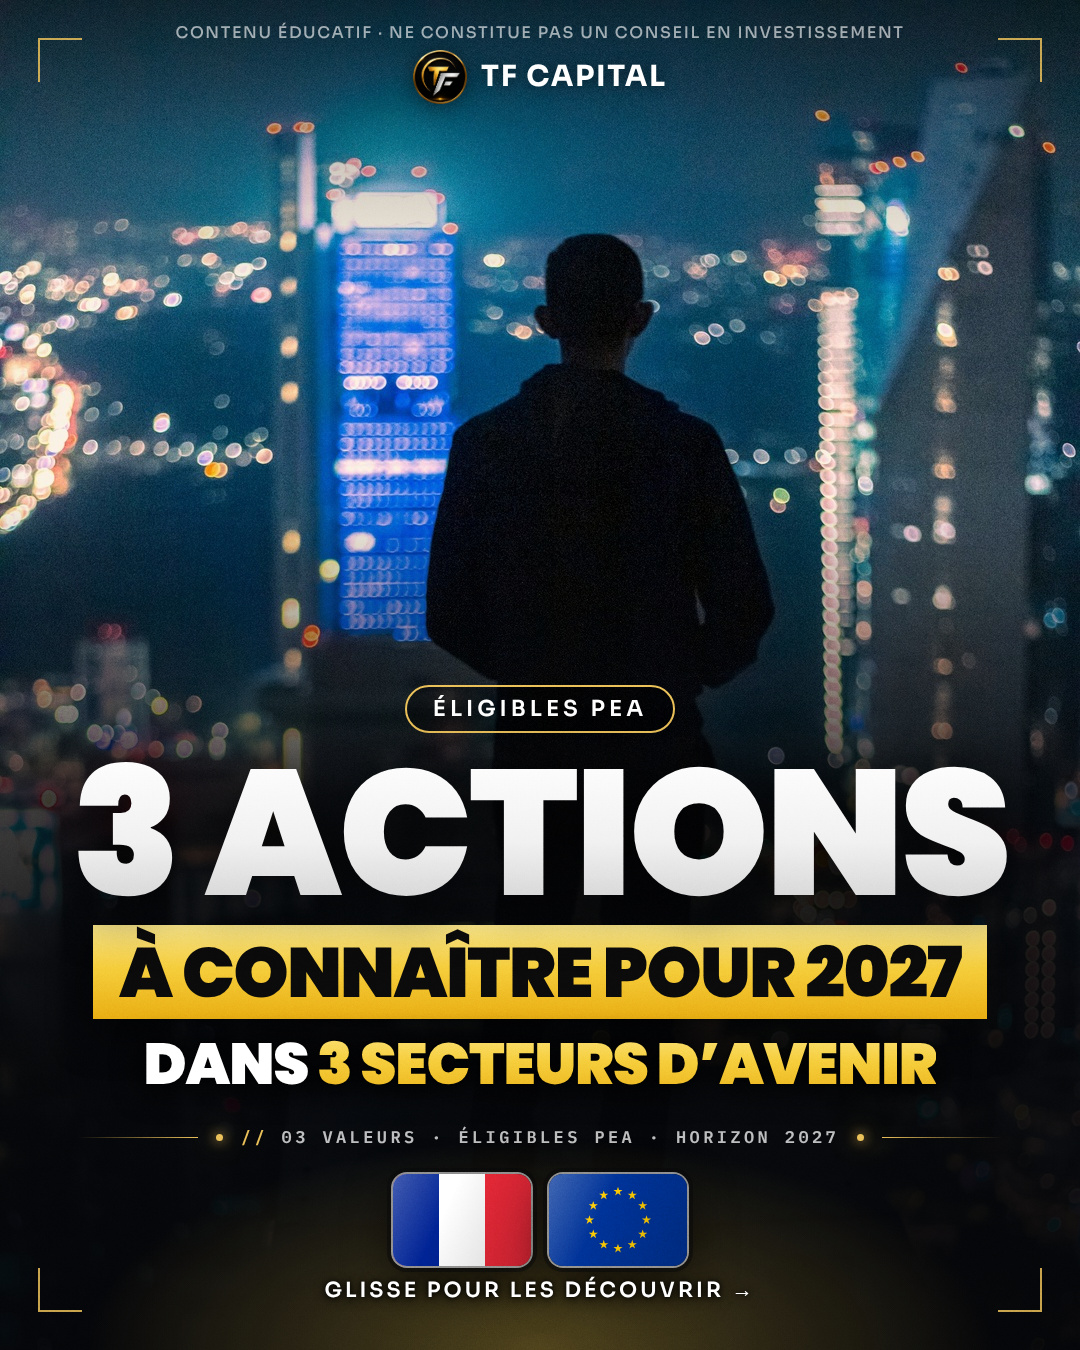 CONTENU ÉDUCATIF · NE CONSTITUE PAS UN CONSEIL EN INVESTISSEMENT
TF TF CAPITAL
ÉLIGIBLES PEA
3 ACTIONS
À CONNAÎTRE POUR 2027
DANS 3 SECTEURS D’AVENIR
// 03 VALEURS · ÉLIGIBLES PEA · HORIZON 2027
GLISSE POUR LES DÉCOUVRIR →